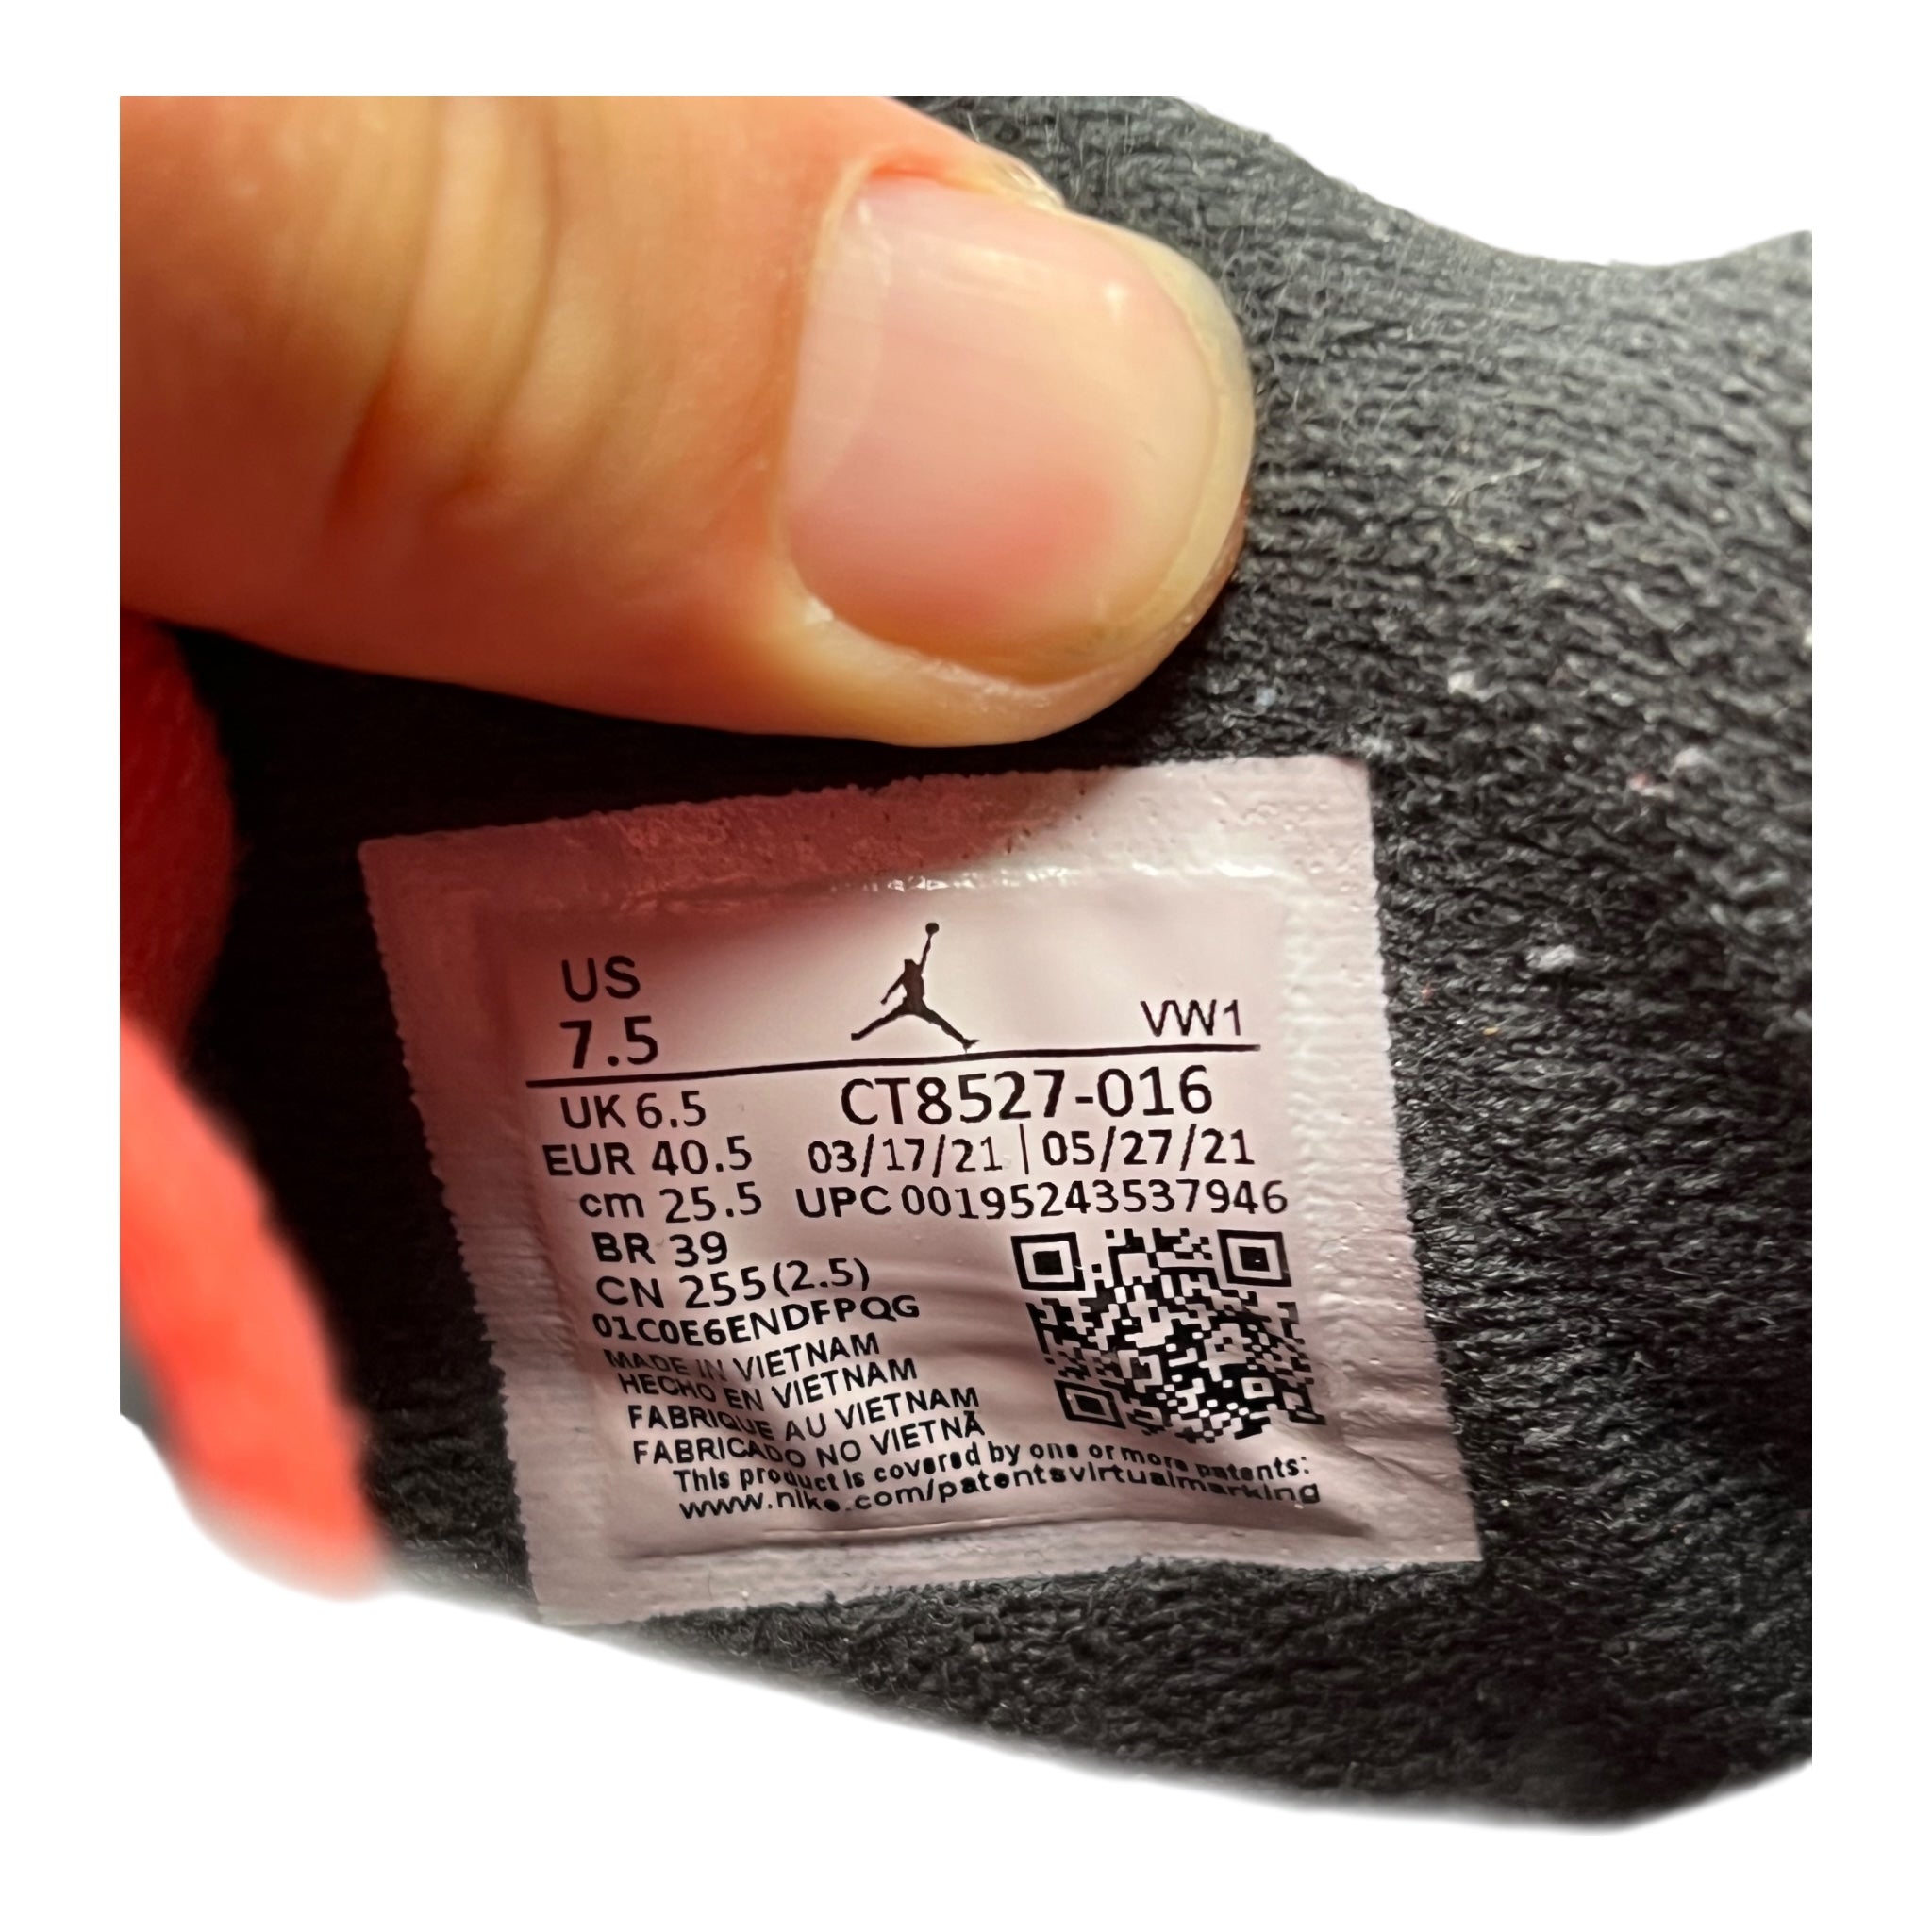 US
7.5
VW1
UK 6.5
CT8527-016
EUR 40.5
03/17/21 | 05/27/21
cm 25.5
UPC 00195243537946
BR 39
CN 255(2.5)
01C0E6ENDFPQG
MADE IN VIETNAM
HECHO EN VIETNAM
FABRIQUE AU VIETNAM
FABRICADO NO VIETNÃ
This product is covered by one or more patents:
www.nike.com/patentsvirtualmarking